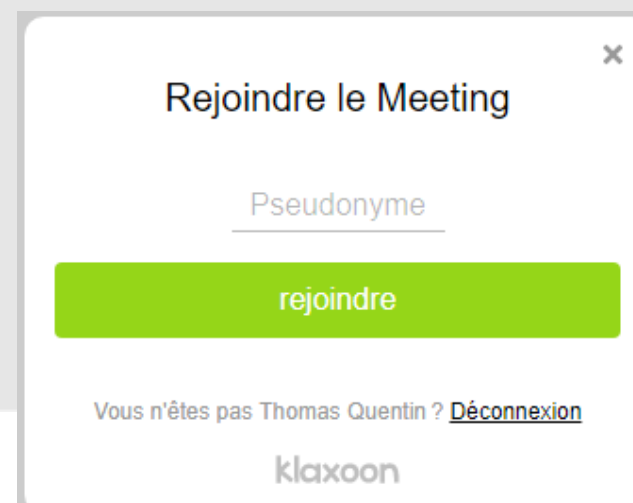 ×
Rejoindre le Meeting
Pseudonyme
rejoindre
Vous n'êtes pas Thomas Quentin ? Déconnexion
klaxoon